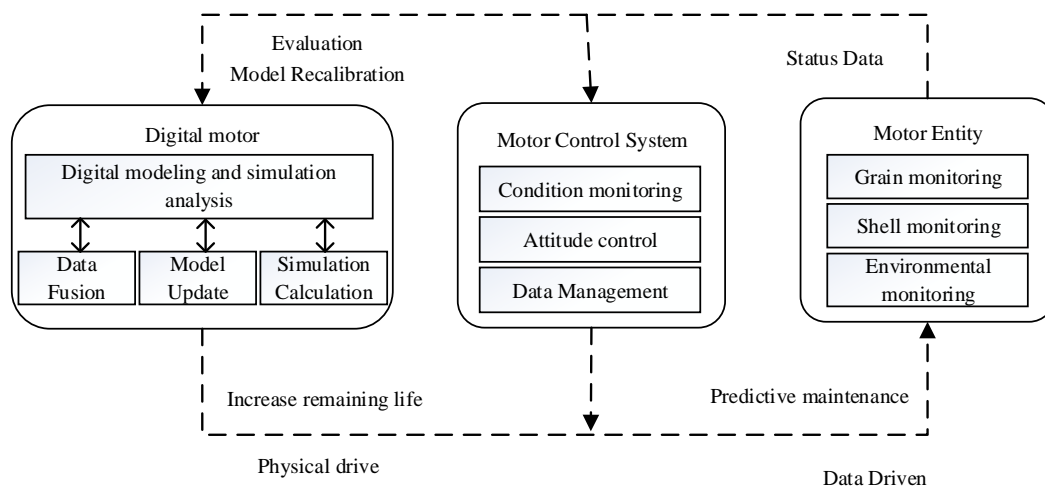 Evaluation
Model Recalibration
Status Data
Digital motor
Digital modeling and simulation
analysis
Data
Fusion
Model
Update
Simulation
Calculation
Motor Control System
Condition monitoring
Attitude control
Data Management
Motor Entity
Grain monitoring
Shell monitoring
Environmental
monitoring
Increase remaining life
Predictive maintenance
Physical drive
Data Driven